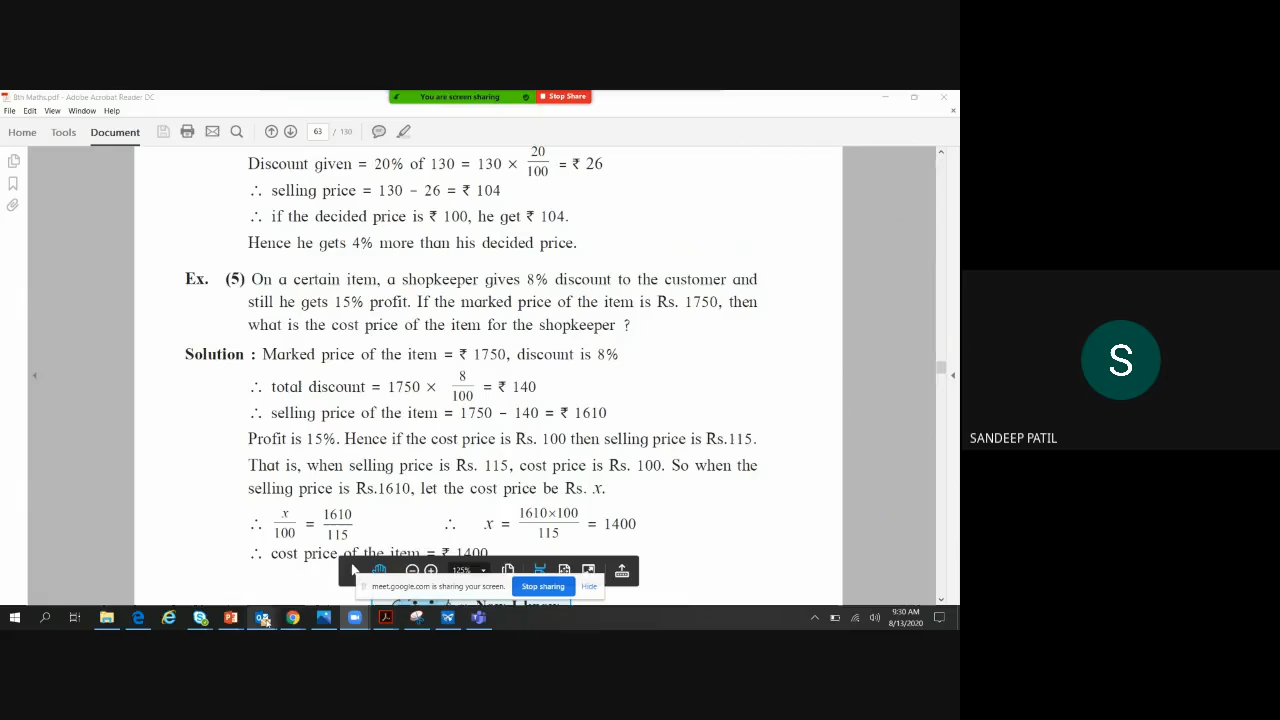 8th Maths.pdf - Adobe Acrobat Reader DC
You are screen sharing
Stop Share
File Edit View Window Help
Home Tools Document 63 / 130
Discount given = 20% of 130 = 130 × 20/100 = ₹ 26
∴ selling price = 130 - 26 = ₹ 104
∴ if the decided price is ₹ 100, he get ₹ 104.
Hence he gets 4% more than his decided price.
Ex. (5) On a certain item, a shopkeeper gives 8% discount to the customer and
still he gets 15% profit. If the marked price of the item is Rs. 1750, then
what is the cost price of the item for the shopkeeper ?
Solution : Marked price of the item = ₹ 1750, discount is 8%
∴ total discount = 1750 × 8/100 = ₹ 140
∴ selling price of the item = 1750 - 140 = ₹ 1610
Profit is 15%. Hence if the cost price is Rs. 100 then selling price is Rs.115.
That is, when selling price is Rs. 115, cost price is Rs. 100. So when the
selling price is Rs.1610, let the cost price be Rs. x.
∴ x/100 = 1610/115 ∴ x = 1610×100/115 = 1400
∴ cost price of the item = ₹ 1400
125%
meet.google.com is sharing your screen. Stop sharing Hide
9:30 AM
8/13/2020
S
SANDEEP PATIL